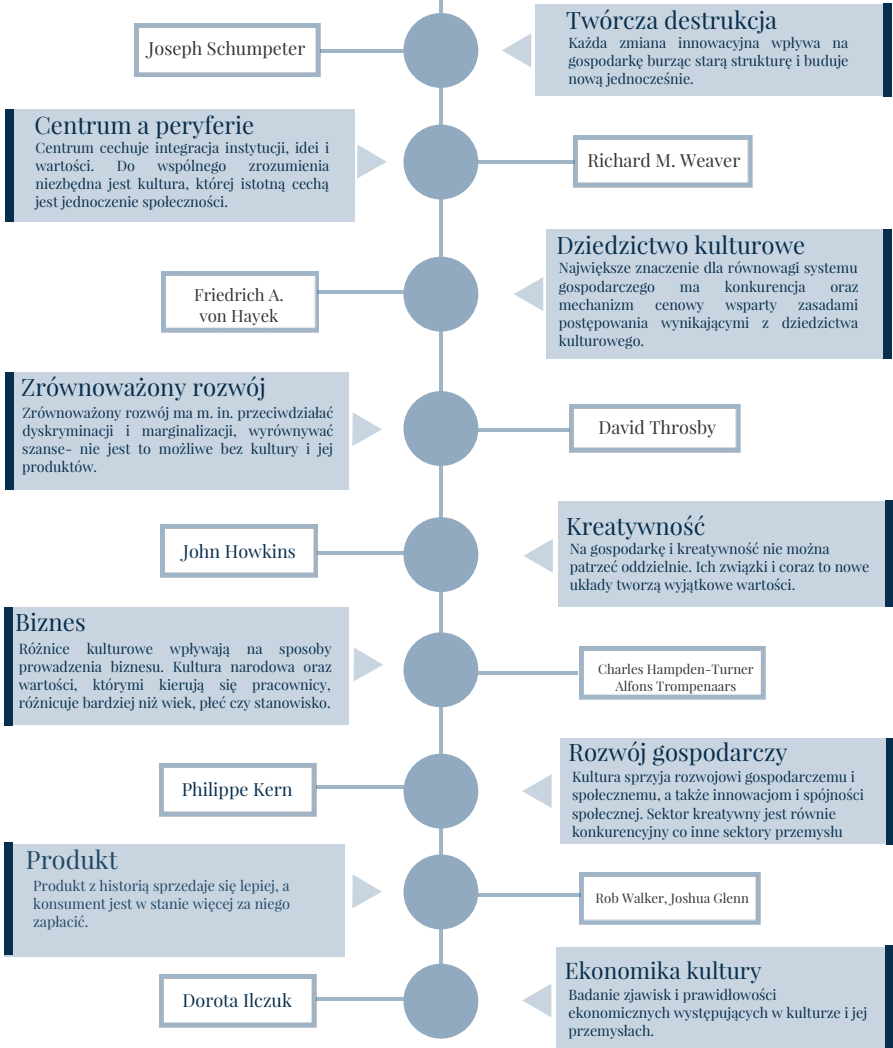 Joseph Schumpeter
Twórcza destrukcja
Każda zmiana innowacyjna wpływa na
gospodarkę burząc starą strukturę i buduje
nową jednocześnie.
Centrum a peryferie
Centrum cechuje integracja instytucji, idei i
wartości. Do wspólnego zrozumienia
niezbędna jest kultura, której istotną cechą
jest jednoczenie społeczności.
Richard M. Weaver
Friedrich A.
von Hayek
Dziedzictwo kulturowe
Największe znaczenie dla równowagi systemu
gospodarczego ma konkurencja oraz
mechanizm cenowy wsparty zasadami
postępowania wynikającymi z dziedzictwa
kulturowego.
Zrównoważony rozwój
Zrównoważony rozwój ma m. in. przeciwdziałać
dyskryminacji i marginalizacji, wyrównywać
szanse- nie jest to możliwe bez kultury i jej
produktów.
David Throsby
John Howkins
Kreatywność
Na gospodarkę i kreatywność nie można
patrzeć oddzielnie. Ich związki i coraz to nowe
układy tworzą wyjątkowe wartości.
Biznes
Różnice kulturowe wpływają na sposoby
prowadzenia biznesu. Kultura narodowa oraz
wartości, którymi kierują się pracownicy,
różnicuje bardziej niż wiek, płeć czy stanowisko.
Charles Hampden-Turner
Alfons Trompenaars
Philippe Kern
Rozwój gospodarczy
Kultura sprzyja rozwojowi gospodarczemu i
społecznemu, a także innowacjom i spójności
społecznej. Sektor kreatywny jest równie
konkurencyjny co inne sektory przemysłu
Produkt
Produkt z historią sprzedaje się lepiej, a
konsument jest w stanie więcej za niego
zapłacić.
Rob Walker, Joshua Glenn
Dorota Ilczuk
Ekonomika kultury
Badanie zjawisk i prawidłowości
ekonomicznych występujących w kulturze i jej
przemysłach.